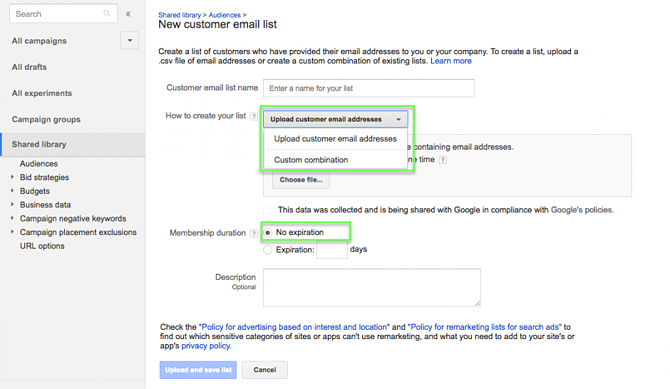 Search
«
All campaigns
All drafts
All experiments
Campaign groups
Shared library
Audiences
Bid strategies
Budgets
Business data
Campaign negative keywords
Campaign placement exclusions
URL options
Shared library > Audiences >
New customer email list
Create a list of customers who have provided their email addresses to you or your company. To create a list, upload a
.csv file of email addresses or create a custom combination of existing lists. Learn more
Customer email list name
Enter a name for your list
How to create your list ?
Upload customer email addresses
Upload customer email addresses
Custom combination
containing email addresses.
time ?
Choose file...
This data was collected and is being shared with Google in compliance with Google's policies.
Membership duration ?
No expiration
Expiration: days
Description
Optional
Check the "Policy for advertising based on interest and location" and "Policy for remarketing lists for search ads" to
find out which sensitive categories of sites or apps can't use remarketing, and what you need to add to your site's or
app's privacy policy.
Upload and save list
Cancel